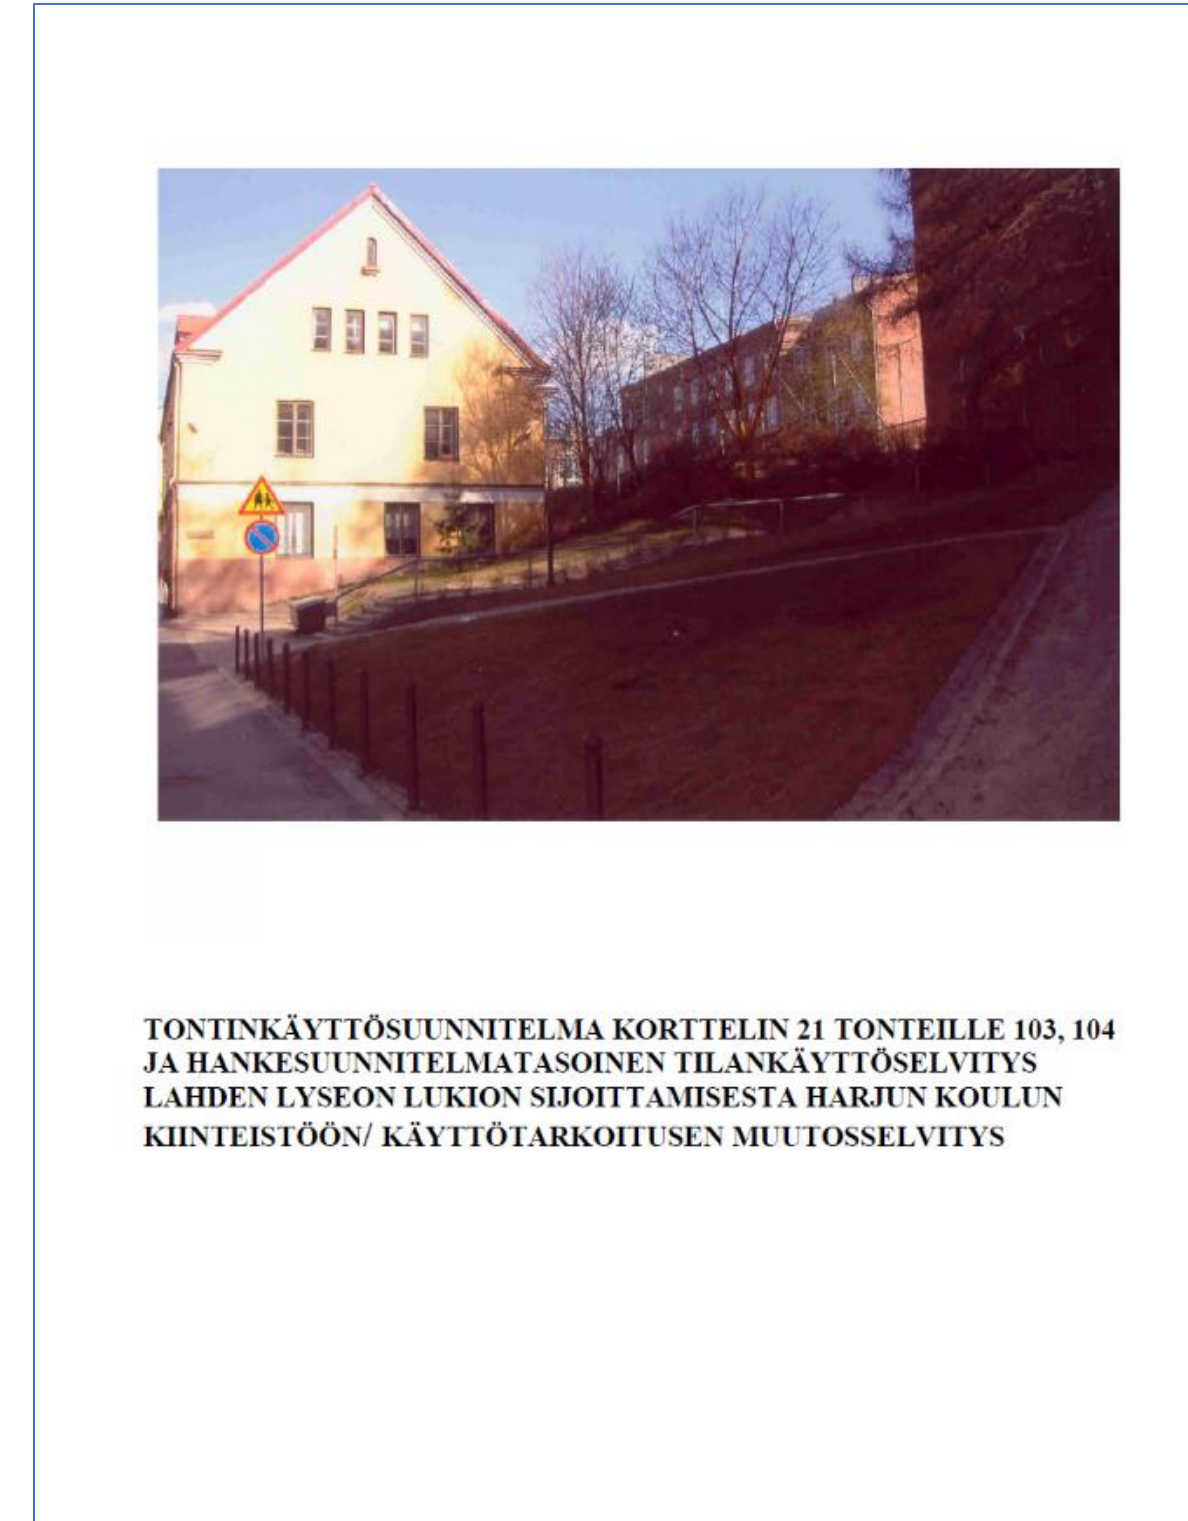 TONTINKÄYTTÖSUUNNITELMA KORTTELIN 21 TONTEILLE 103, 104
JA HANKESUUNNITELMATASOINEN TILANKÄYTTÖSELVITYS
LAHDEN LYSEON LUKION SIJOITTAMISESTA HARJUN KOULUN
KIINTEISTÖÖN/ KÄYTTÖTARKOITUSEN MUUTOSSELVITYS